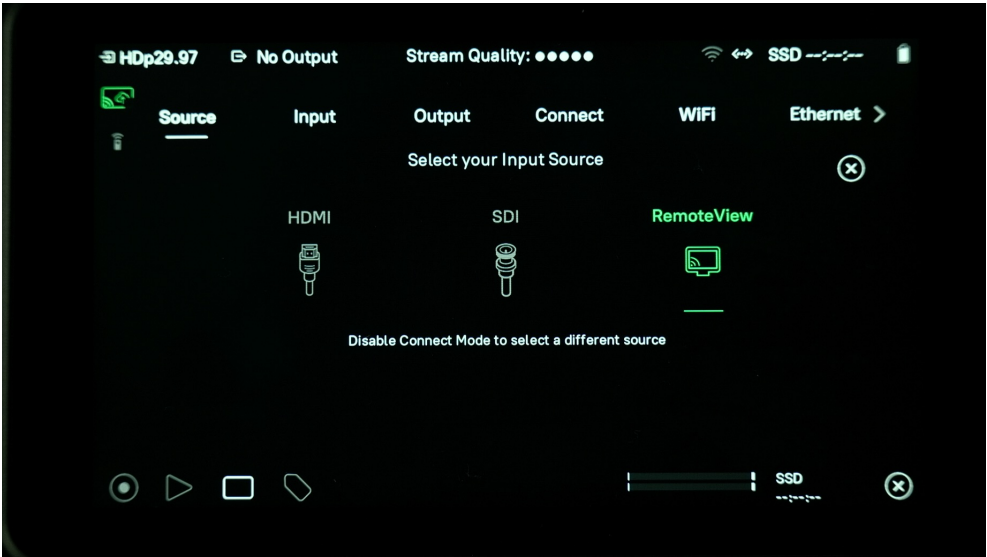 HDp29.97 No Output Stream Quality: SSD --:--:--
Source Input Output Connect WiFi Ethernet
Select your Input Source
HDMI SDI RemoteView
Disable Connect Mode to select a different source
SSD
--:--:--